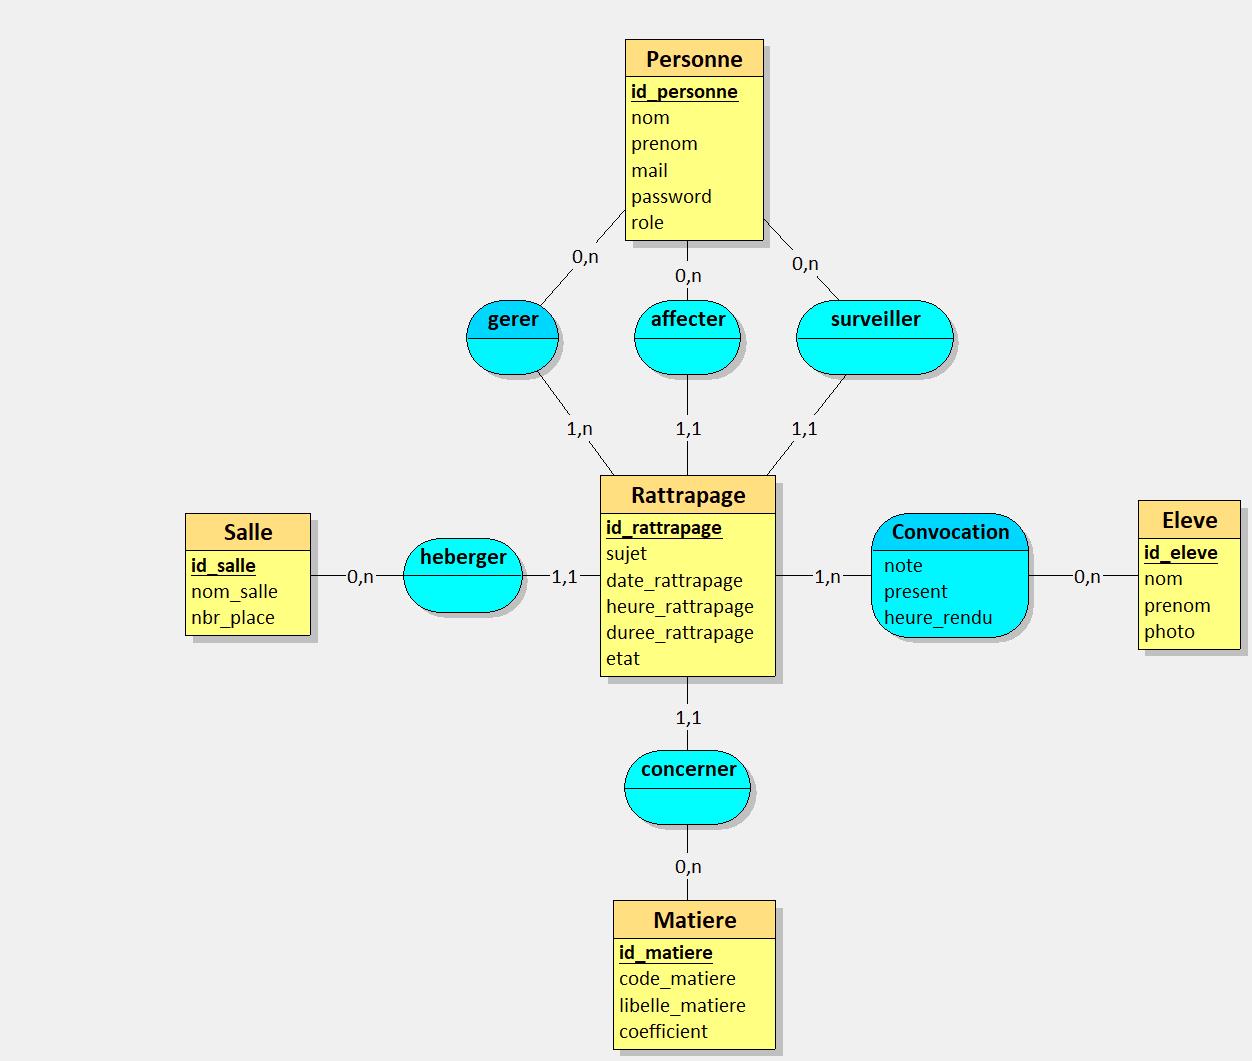 Personne
id_personne
nom
prenom
mail
password
role
0,n
0,n
0,n
gerer
affecter
surveiller
1,n
1,1
1,1
Salle
id_salle
nom_salle
nbr_place
0,n
heberger
1,1
Rattrapage
id_rattrapage
sujet
date_rattrapage
heure_rattrapage
duree_rattrapage
etat
1,n
Convocation
note
present
heure_rendu
0,n
Eleve
id_eleve
nom
prenom
photo
1,1
concerner
0,n
Matiere
id_matiere
code_matiere
libelle_matiere
coefficient